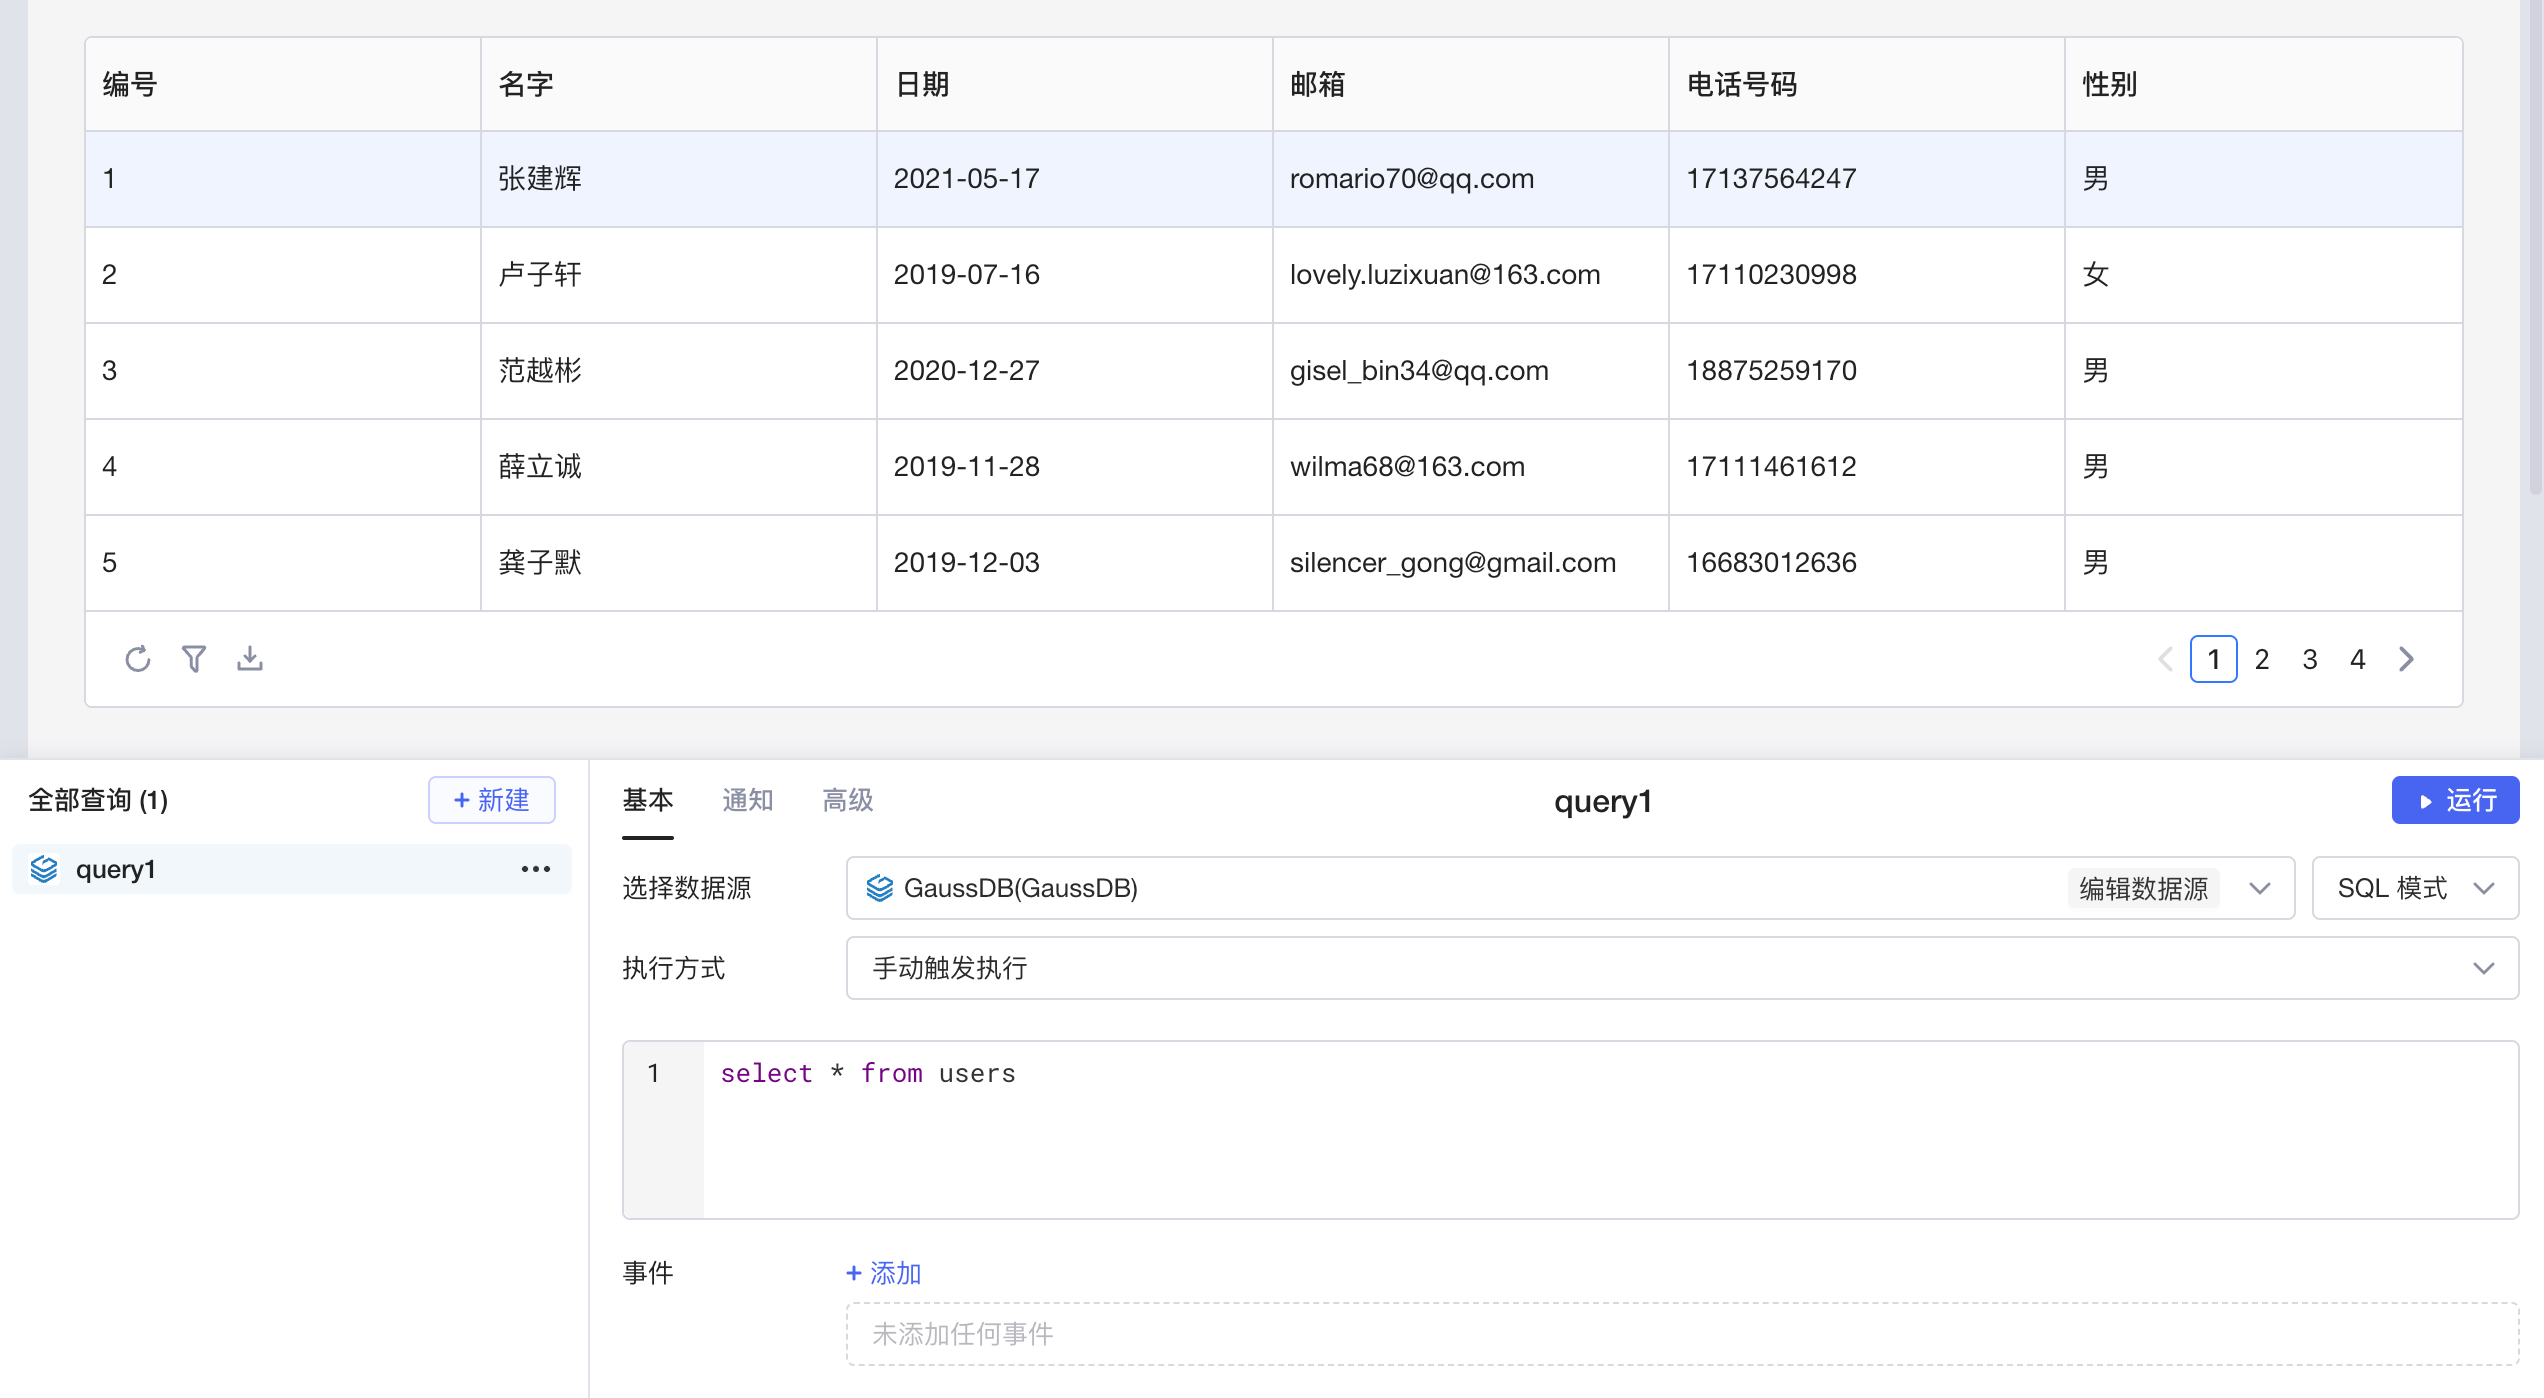 编号 名字 日期 邮箱 电话号码 性别
1 张建辉 2021-05-17 romario70@qq.com 17137564247 男
2 卢子轩 2019-07-16 lovely.luzixuan@163.com 17110230998 女
3 范越彬 2020-12-27 gisel_bin34@qq.com 18875259170 男
4 薛立诚 2019-11-28 wilma68@163.com 17111461612 男
5 龚子默 2019-12-03 silencer_gong@gmail.com 16683012636 男
1 2 3 4
全部查询 (1) + 新建
query1
基本 通知 高级 query1 运行
选择数据源 GaussDB(GaussDB) 编辑数据源 SQL 模式
执行方式 手动触发执行
1 select * from users
事件 + 添加
未添加任何事件